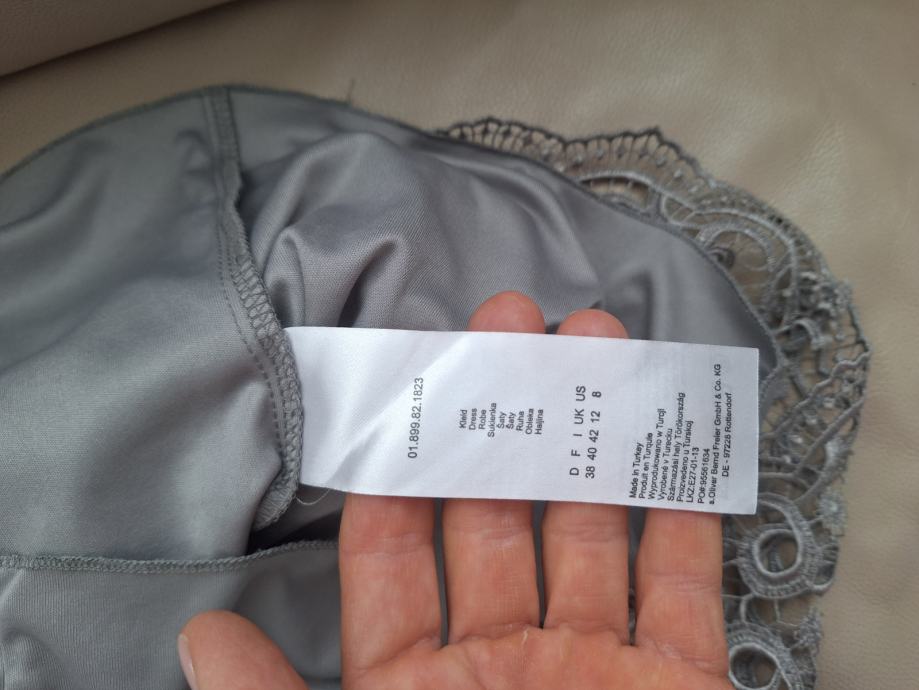 01.899.82.1823
Kleid
Dress
Robe
Sukienka
Šaty
Šaty
Ruha
Obleka
Haljina
D F I UK US
38 40 42 12 8
Made in Turkey
Produit en Turquie
Wyprodukowano w Turcji
Vyrobené v Turecku
Származási hely Törökország
Proizvedeno u Turskoj
LKZ:E27-01-13
PO#:95561634
s.Oliver Bernd Freier GmbH & Co. KG
DE - 97228 Rottendorf